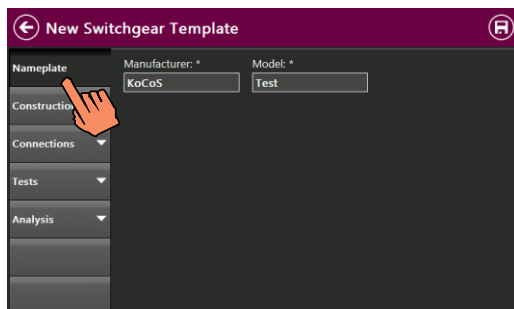 New Switchgear Template
Nameplate
Manufacturer: *
Model: *
KoCoS
Test
Construction
Connections
Tests
Analysis